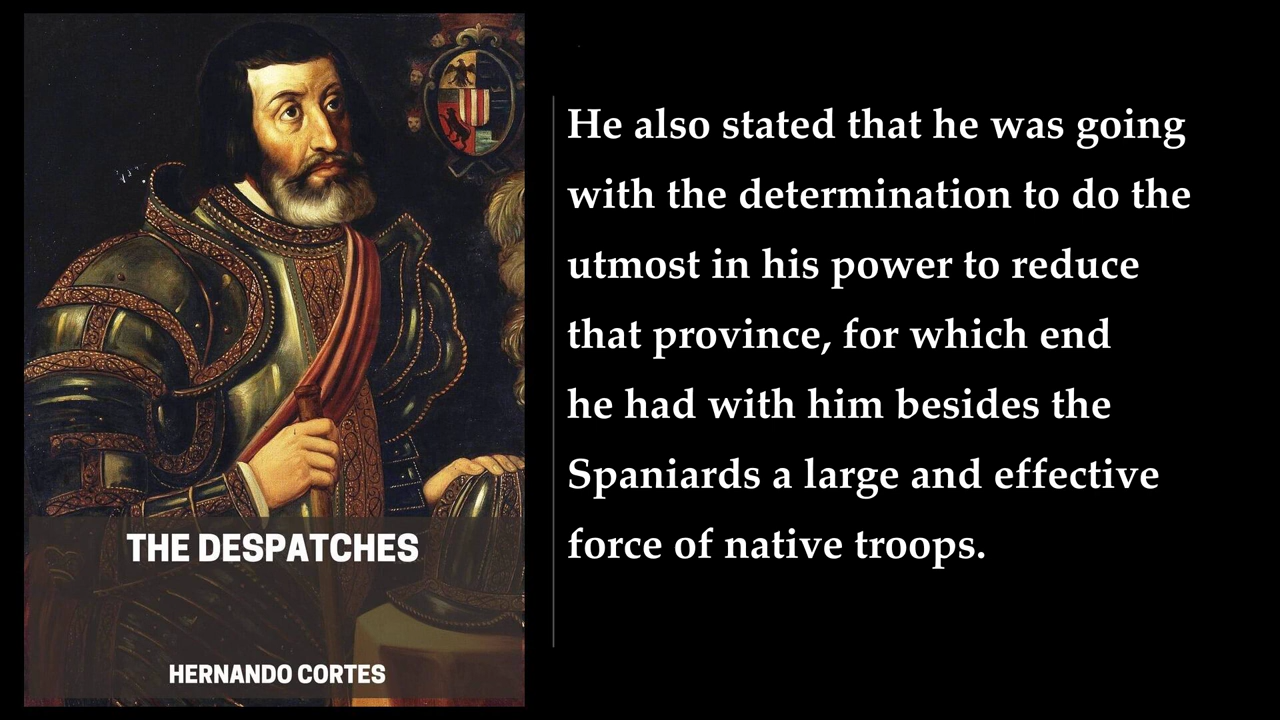 THE DESPATCHES
HERNANDO CORTES
He also stated that he was going
with the determination to do the
utmost in his power to reduce
that province, for which end
he had with him besides the
Spaniards a large and effective
force of native troops.